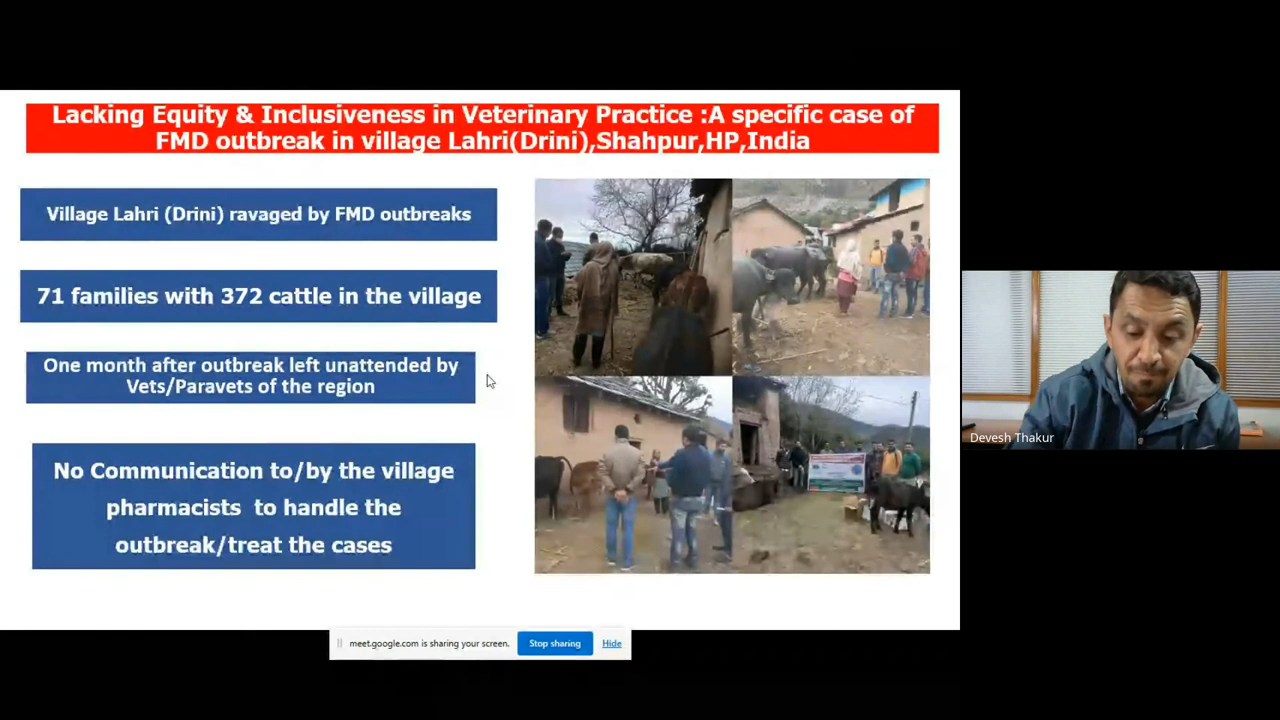 Lacking Equity & Inclusiveness in Veterinary Practice :A specific case of
FMD outbreak in village Lahri(Drini),Shahpur,HP,India
Village Lahri (Drini) ravaged by FMD outbreaks
71 families with 372 cattle in the village
One month after outbreak left unattended by
Vets/Paravets of the region
No Communication to/by the village
pharmacists to handle the
outbreak/treat the cases
Devesh Thakur
meet.google.com is sharing your screen.
Stop sharing
Hide